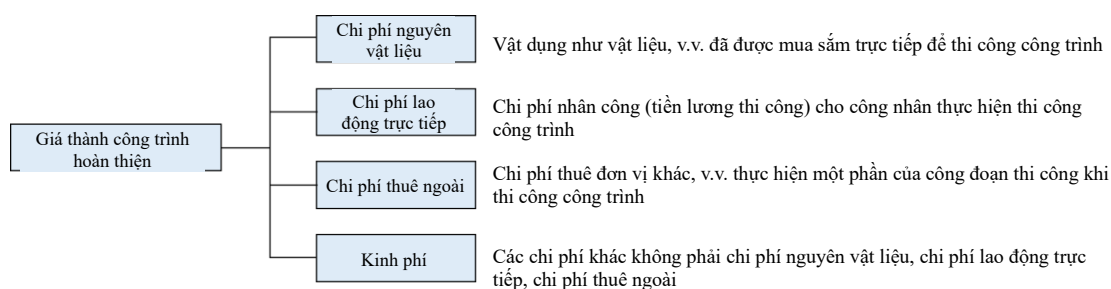 Giá thành công trình
hoàn thiện
Chi phí nguyên
vật liệu
Vật dụng như vật liệu, v.v. đã được mua sắm trực tiếp để thi công công trình
Chi phí lao
động trực tiếp
Chi phí nhân công (tiền lương thi công) cho công nhân thực hiện thi công
công trình
Chi phí thuê ngoài
Chi phí thuê đơn vị khác, v.v. thực hiện một phần của công đoạn thi công khi
thi công công trình
Kinh phí
Các chi phí khác không phải chi phí nguyên vật liệu, chi phí lao động trực
tiếp, chi phí thuê ngoài